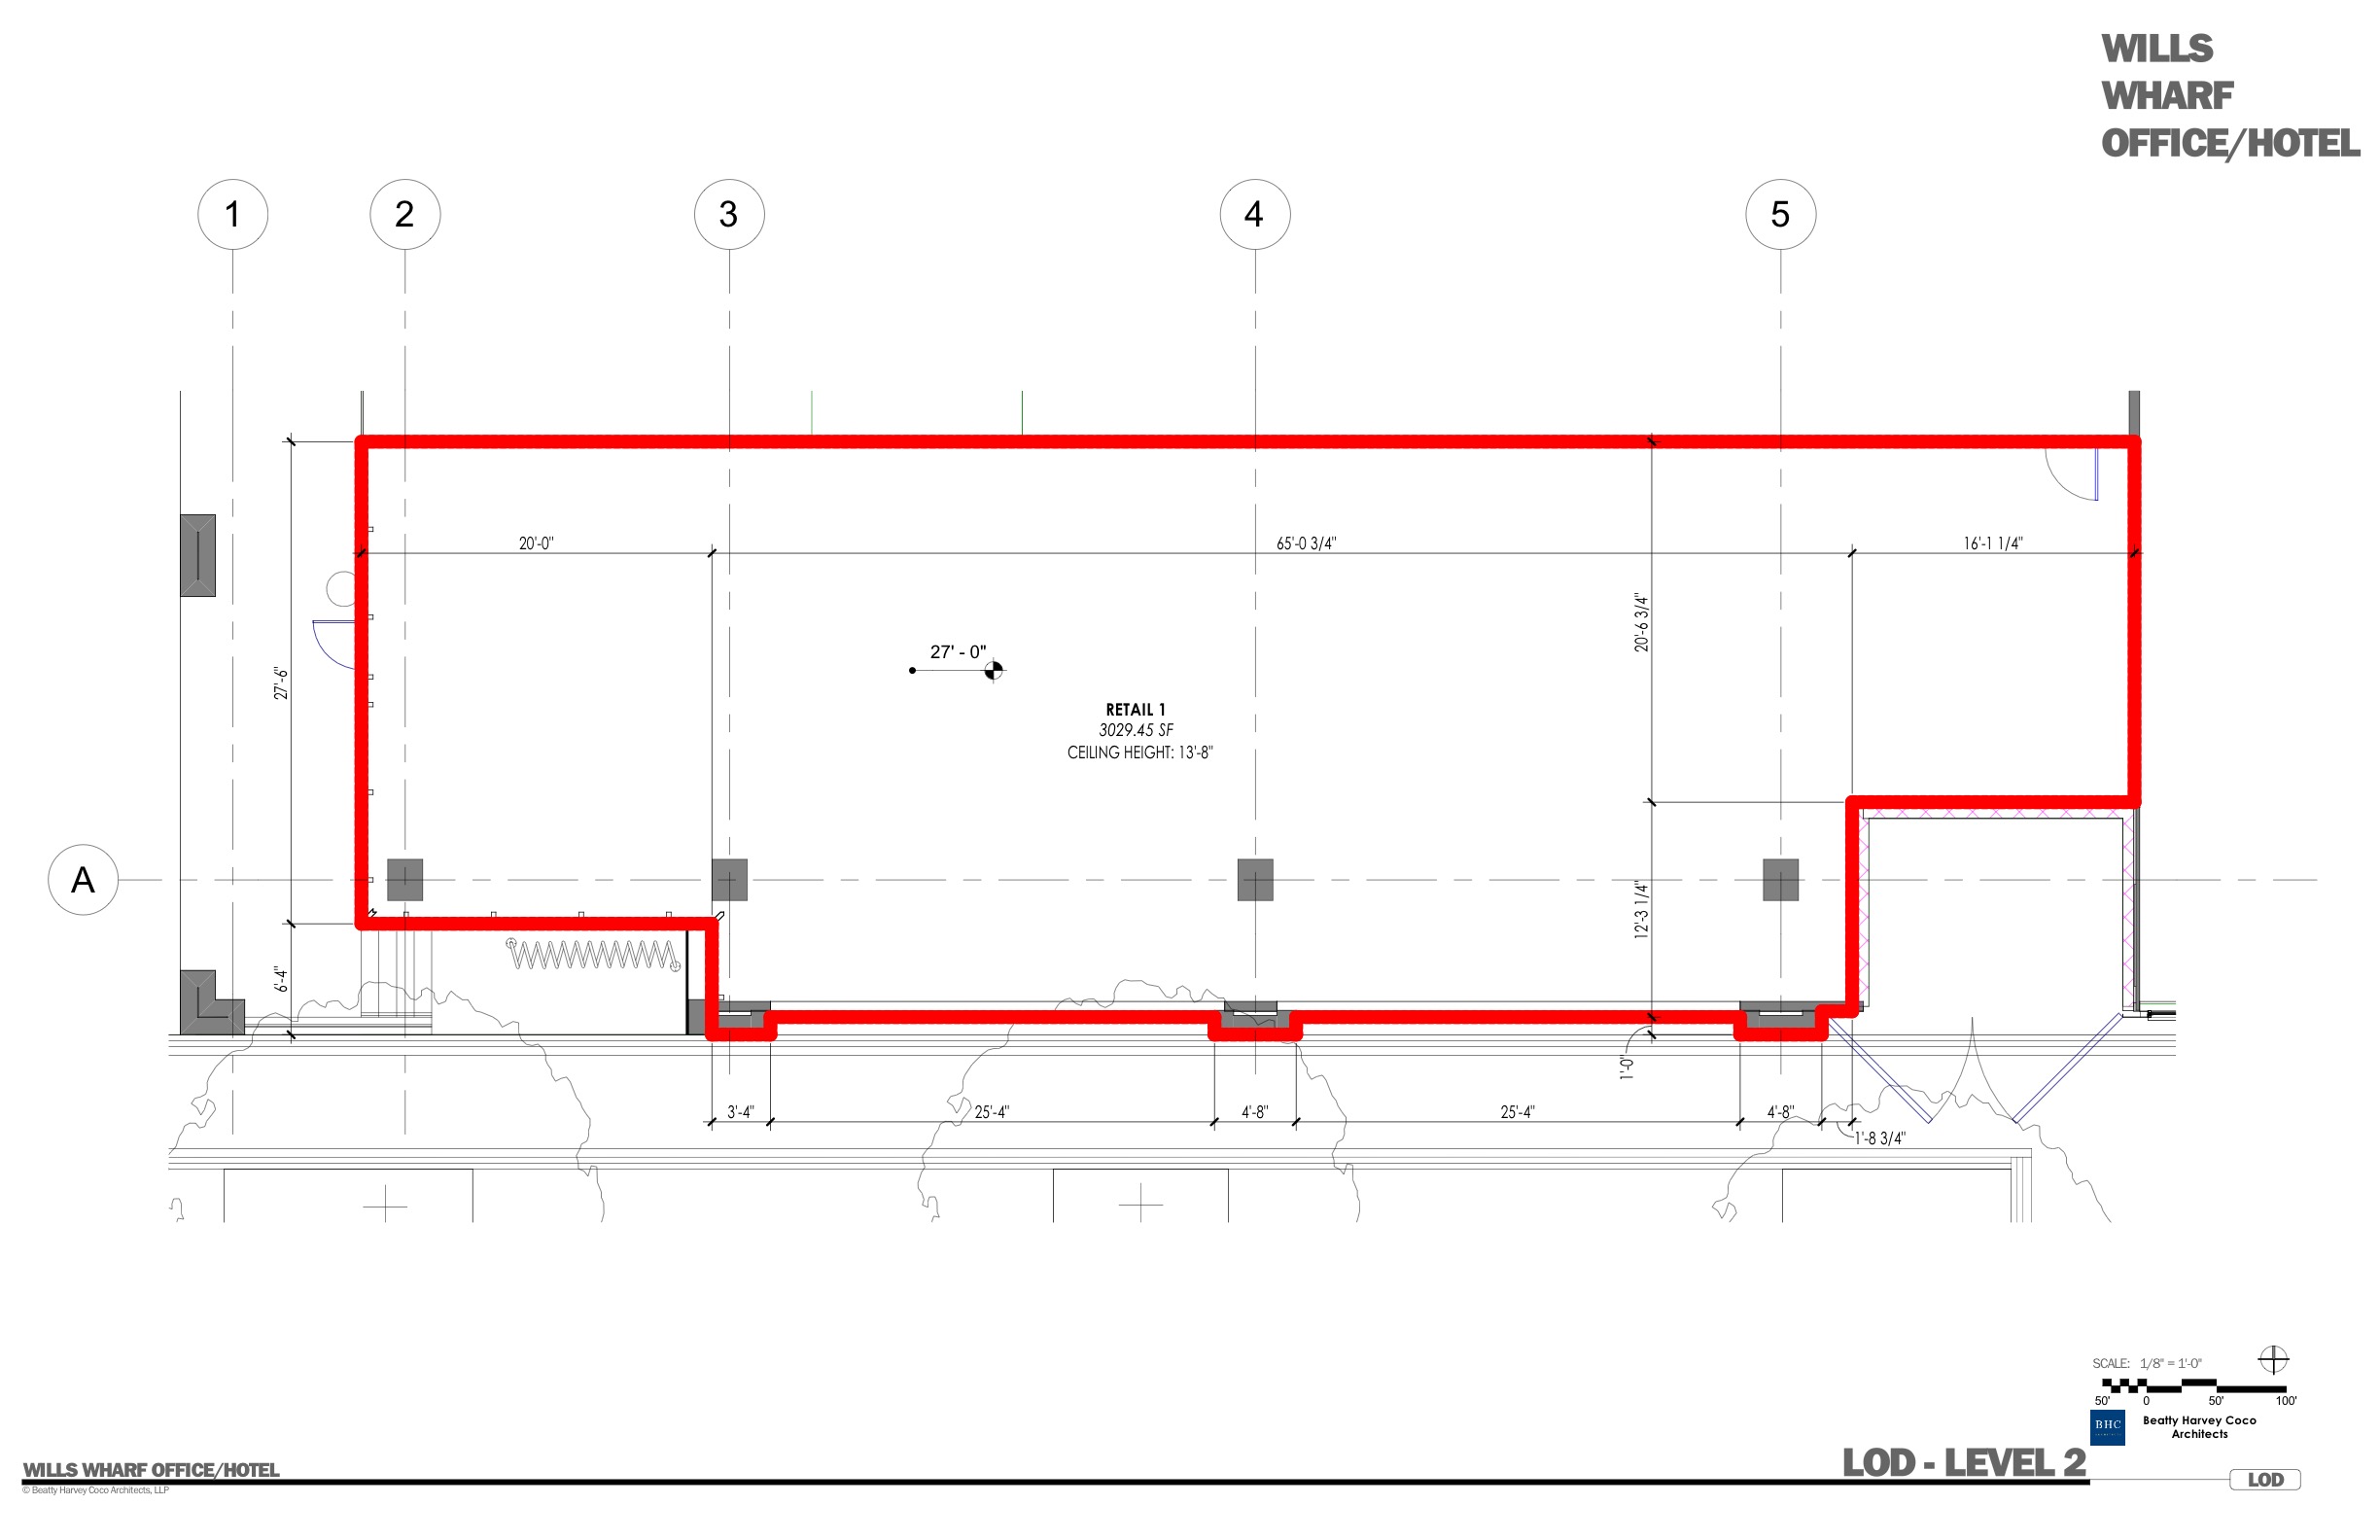 WILLS
WHARF
OFFICE/HOTEL
1
2
3
4
5
20'-0"
65'-0 3/4"
16'-1 1/4"
20'-6 3/4"
27'-6"
27' - 0"
RETAIL 1
3029.45 SF
CEILING HEIGHT: 13'-8"
A
12'-3 1/4"
6'-4"
1'-0"
3'-4"
25'-4"
4'-8"
25'-4"
4'-8"
1'-8 3/4"
SCALE: 1/8" = 1'-0"
50' 0 50' 100'
BHC
Beatty Harvey Coco
Architects
LOD - LEVEL 2
WILLS WHARF OFFICE/HOTEL
LOD
© Beatty Harvey Coco Architects, LLP